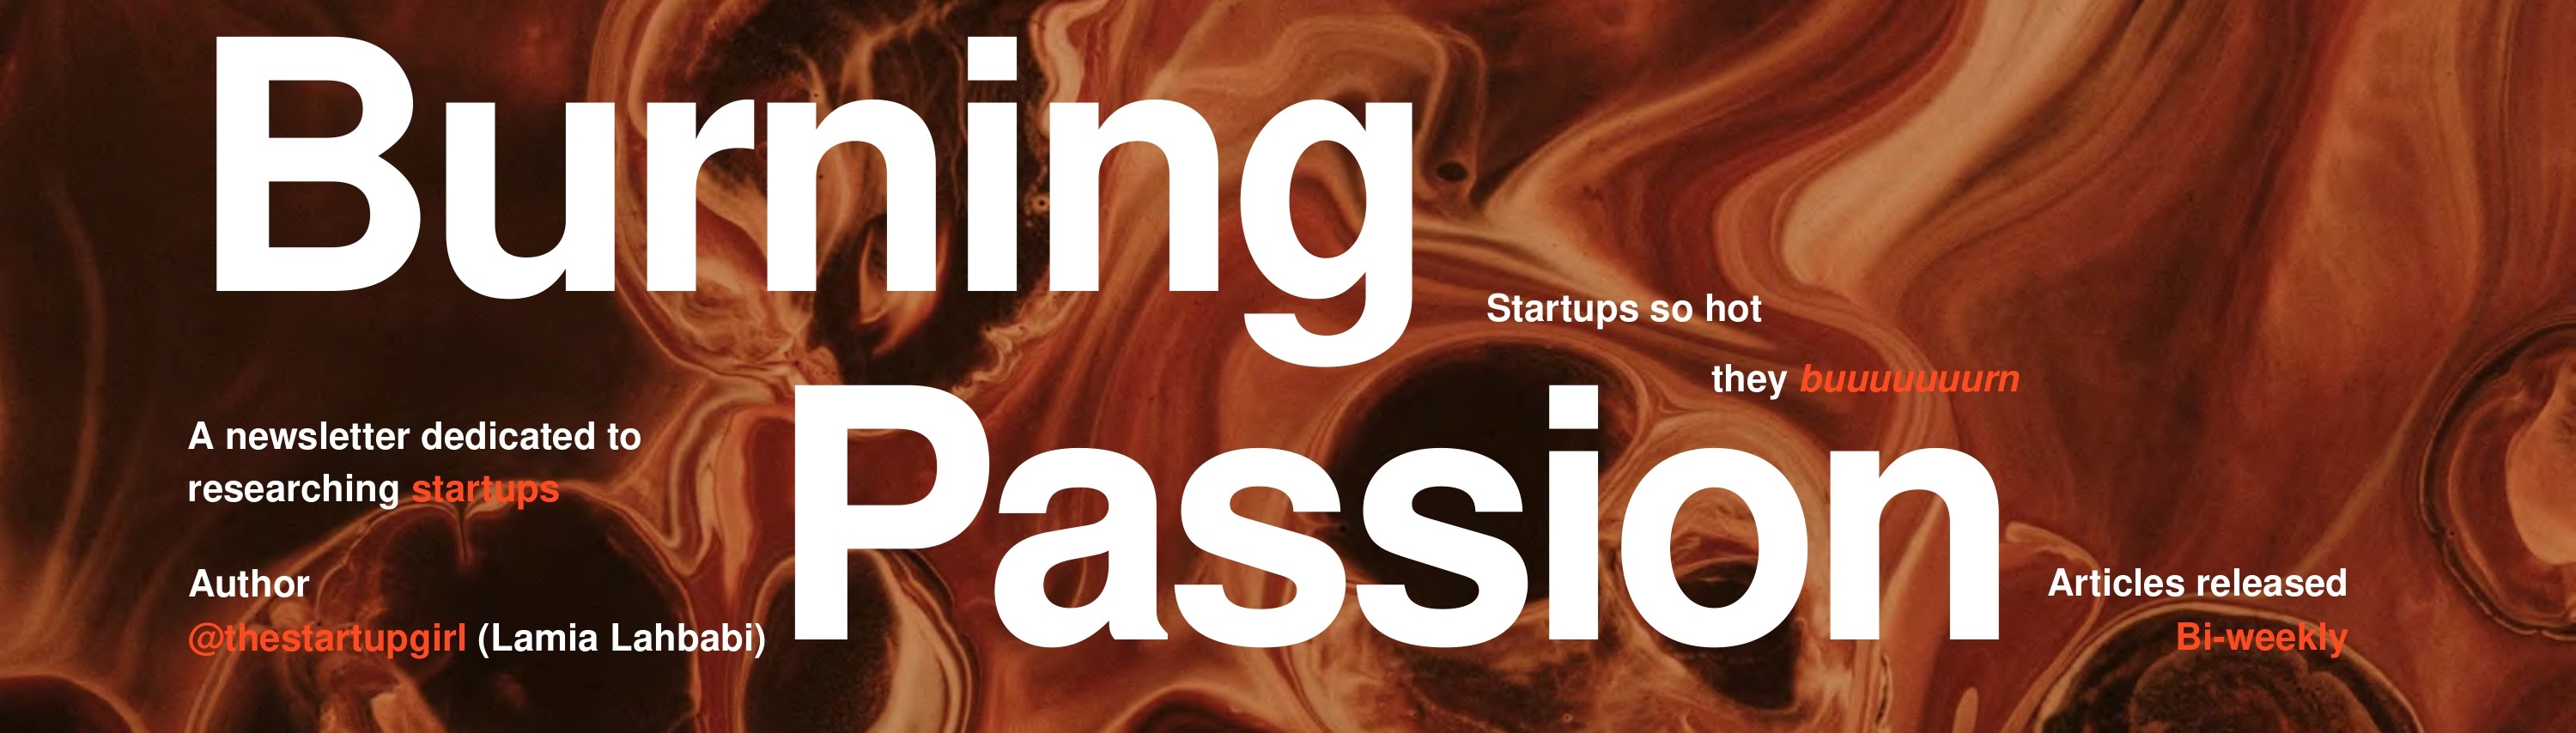 Burning
Startups so hot
they buuuuuuurn
Passion
A newsletter dedicated to
researching startups
Author
@thestartupgirl (Lamia Lahbabi)
Articles released
Bi-weekly